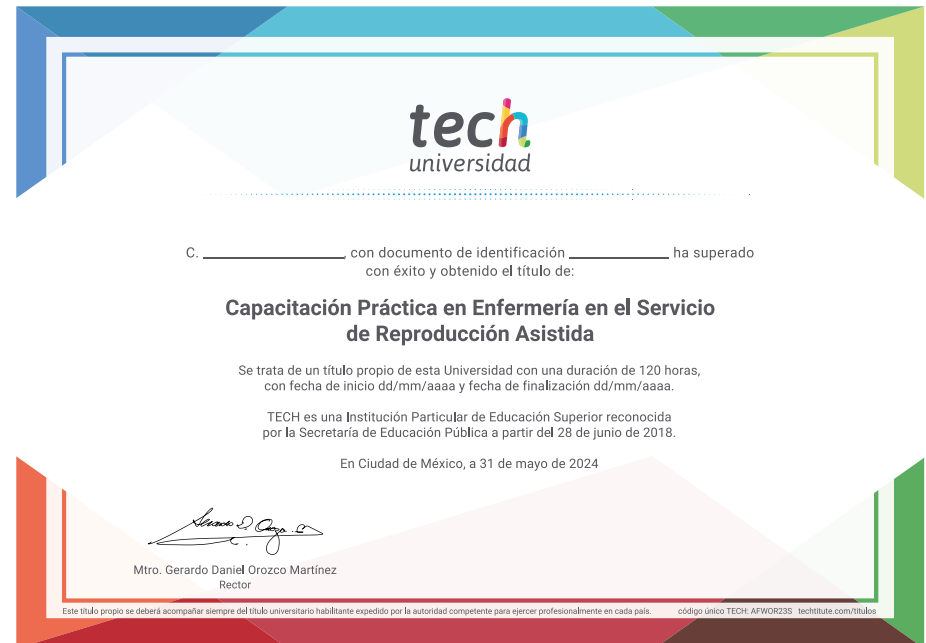 tech
universidad
C. ____________, con documento de identificación ____________ ha superado
con éxito y obtenido el título de:
Capacitación Práctica en Enfermería en el Servicio
de Reproducción Asistida
Se trata de un título propio de esta Universidad con una duración de 120 horas,
con fecha de inicio dd/mm/aaaa y fecha de finalización dd/mm/aaaa.
TECH es una Institución Particular de Educación Superior reconocida
por la Secretaría de Educación Pública a partir del 28 de junio de 2018.
En Ciudad de México, a 31 de mayo de 2024
Mtro. Gerardo Daniel Orozco Martínez
Rector
Este título propio se deberá acompañar siempre del título universitario habilitante expedido por la autoridad competente para ejercer profesionalmente en cada país. código único TECH: AFWOR23S techtitute.com/titulos